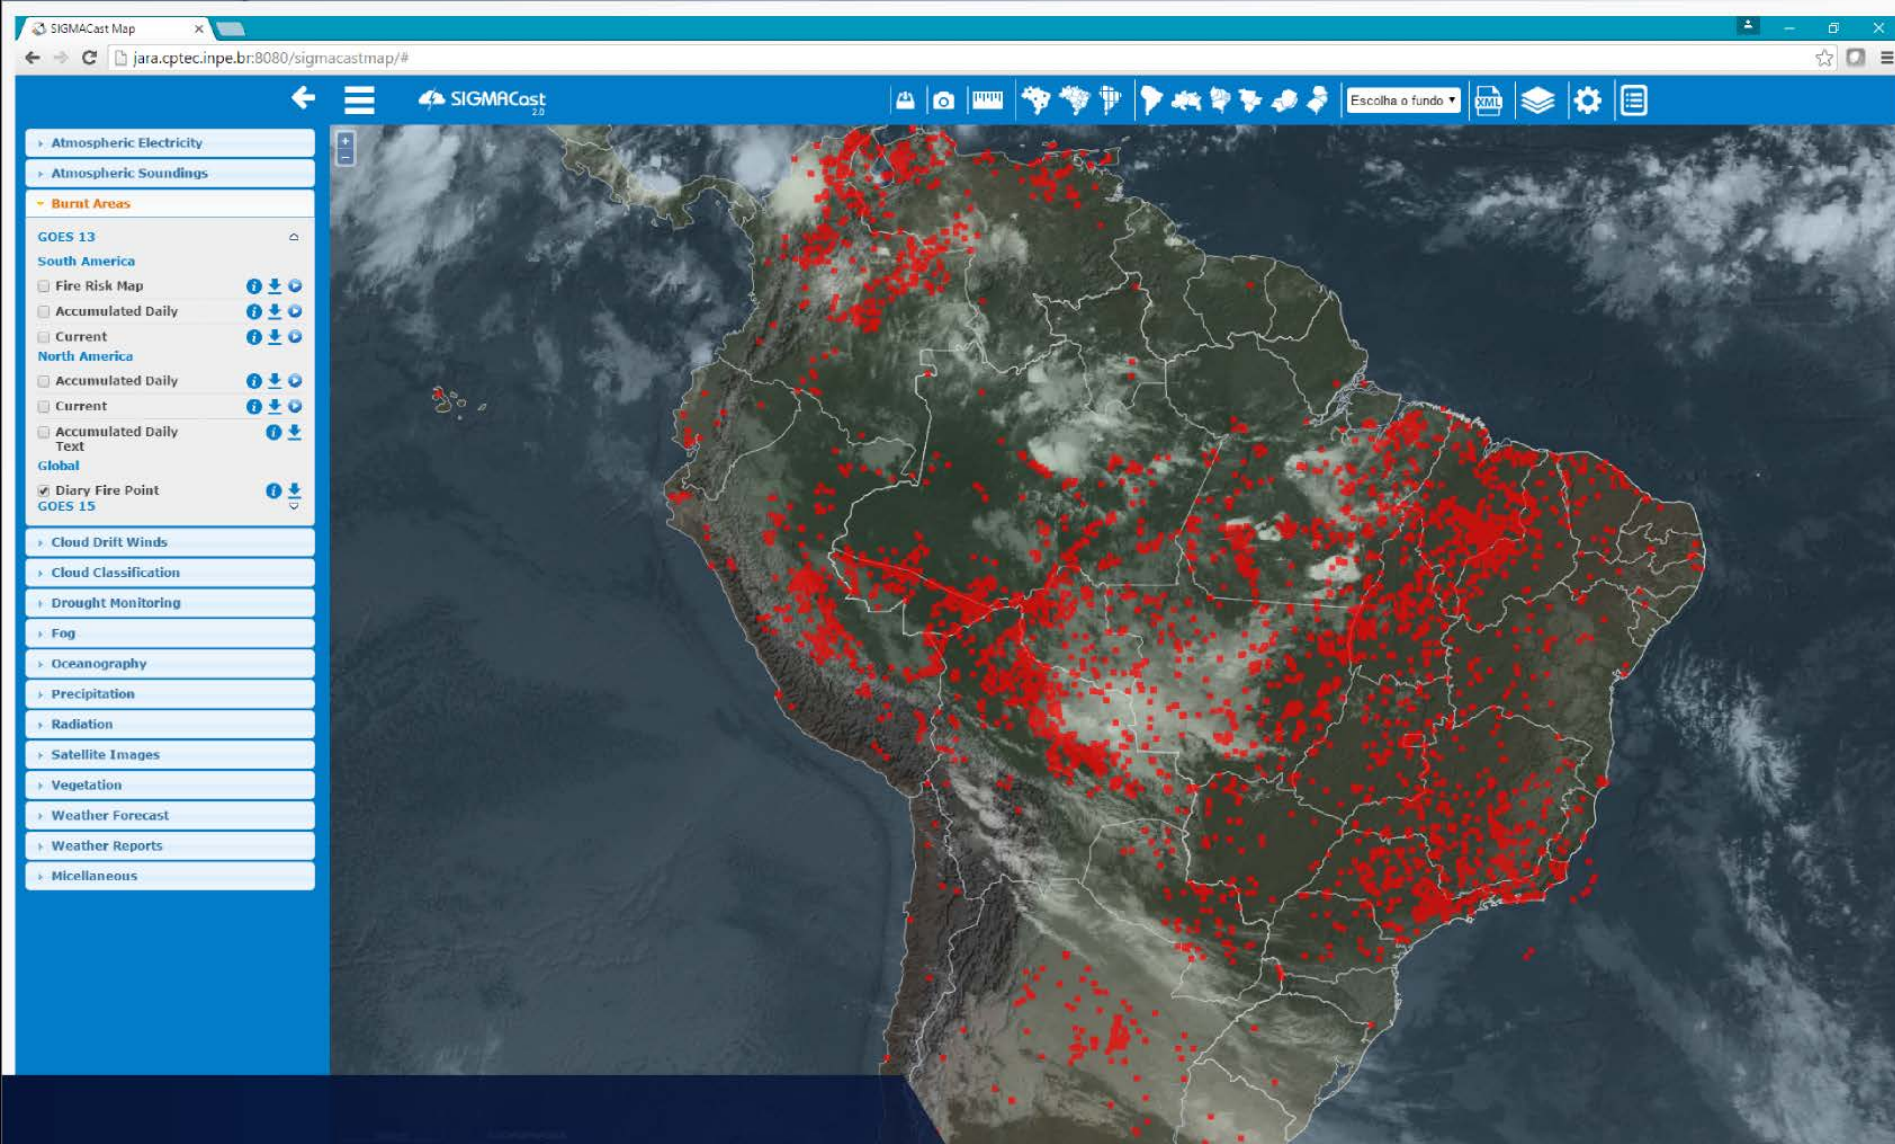 SIGMACast Map
jara.cptec.inpe.br:8080/sigmacastmap/#
SIGMACast
2.0
Escolha o fundo
XML
Atmospheric Electricity
Atmospheric Soundings
Burnt Areas
GOES 13
South America
Fire Risk Map
Accumulated Daily
Current
North America
Accumulated Daily
Current
Accumulated Daily
Text
Global
Diary Fire Point
GOES 15
Cloud Drift Winds
Cloud Classification
Drought Monitoring
Fog
Oceanography
Precipitation
Radiation
Satellite Images
Vegetation
Weather Forecast
Weather Reports
Micellaneous